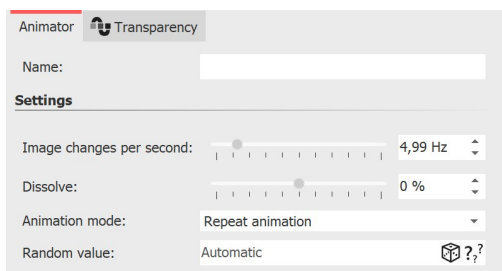 Animator Transparency
Name:
Settings
Image changes per second: 4,99 Hz
Dissolve: 0 %
Animation mode: Repeat animation
Random value: Automatic ???